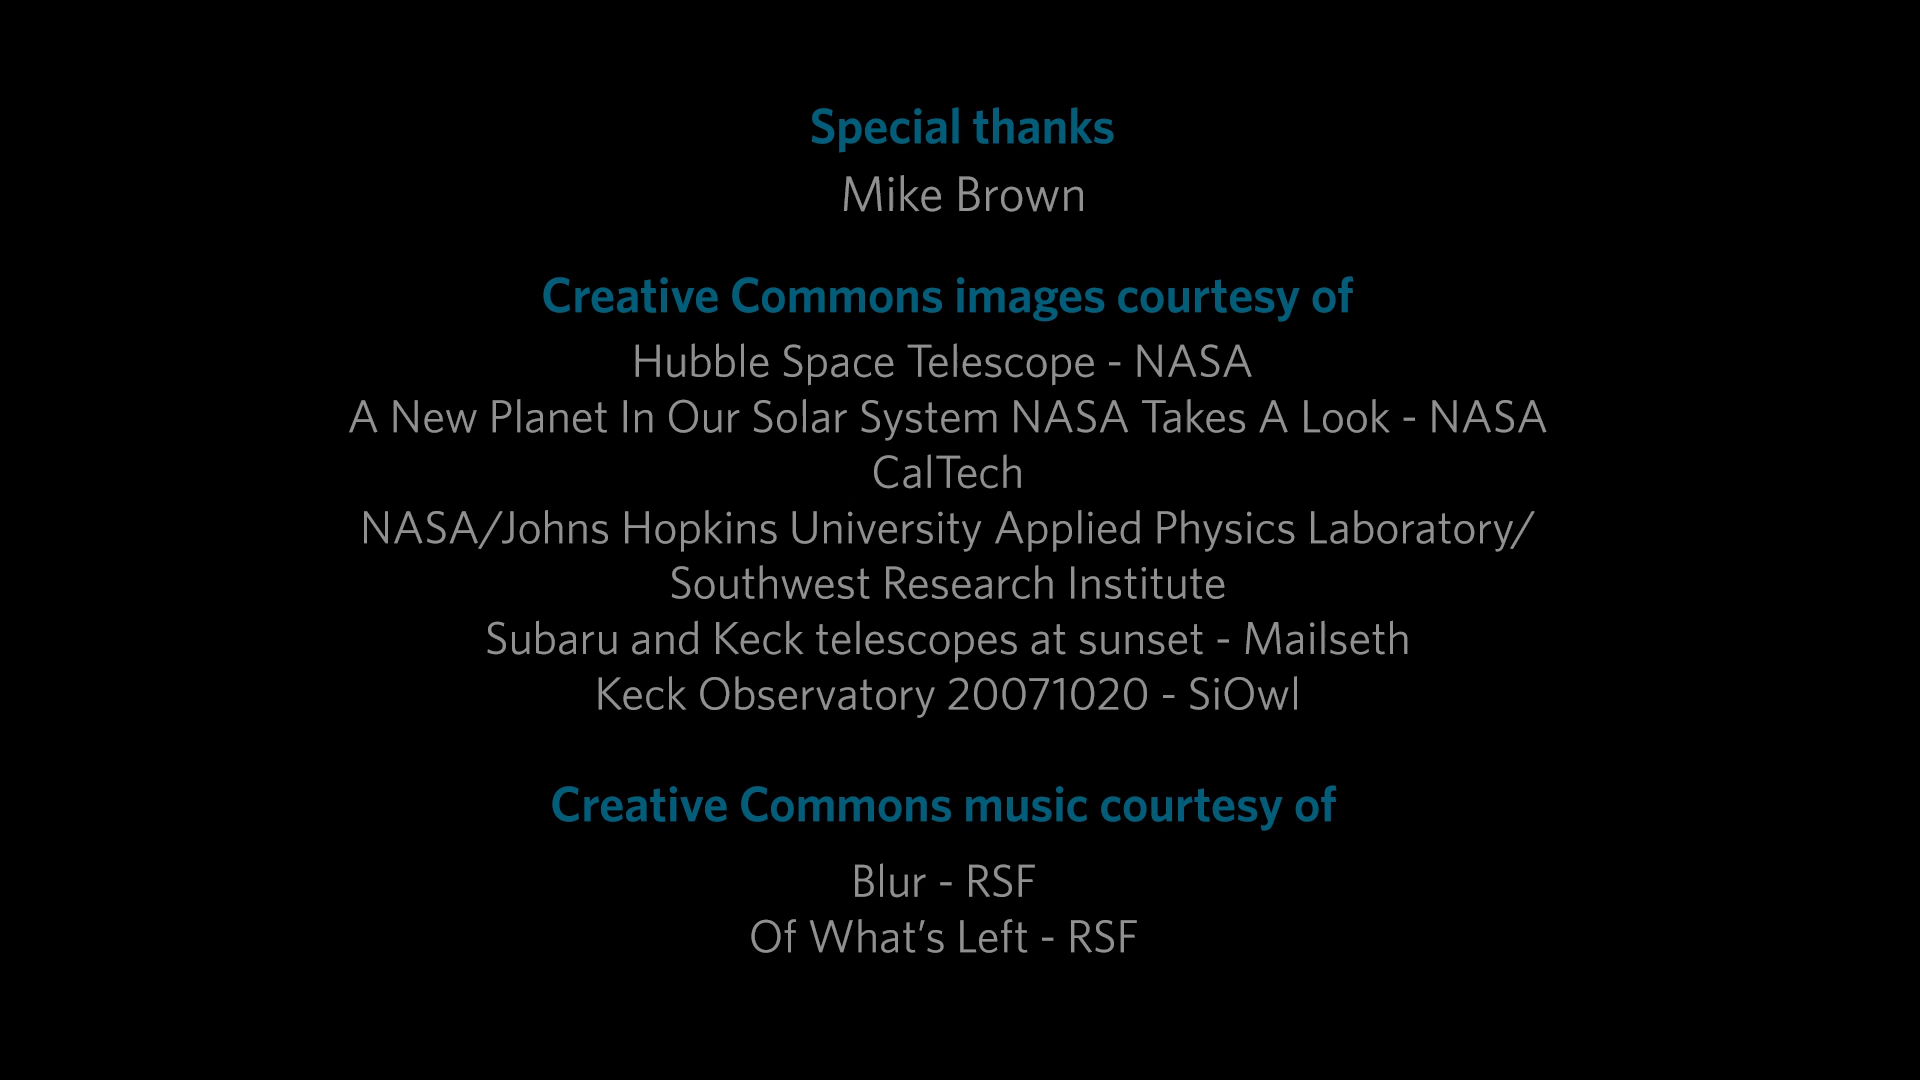 Special thanks
Mike Brown
Creative Commons images courtesy of
Hubble Space Telescope - NASA
A New Planet In Our Solar System NASA Takes A Look - NASA
CalTech
NASA/Johns Hopkins University Applied Physics Laboratory/
Southwest Research Institute
Subaru and Keck telescopes at sunset - Mailseth
Keck Observatory 20071020 - SiOwl
Creative Commons music courtesy of
Blur - RSF
Of What’s Left - RSF